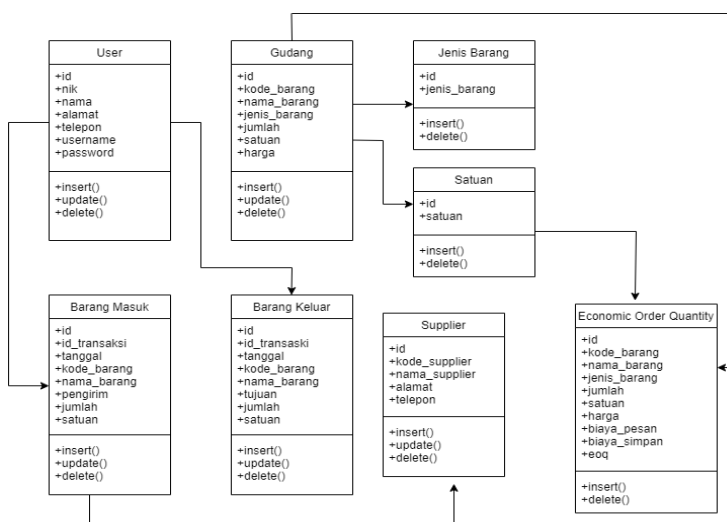 User
+id
+nik
+nama
+alamat
+telepon
+username
+password
+insert()
+update()
+delete()
Gudang
+id
+kode_barang
+nama_barang
+jenis_barang
+jumlah
+satuan
+harga
+insert()
+update()
+delete()
Jenis Barang
+id
+jenis_barang
+insert()
+delete()
Satuan
+id
+satuan
+insert()
+delete()
Barang Masuk
+id
+id_transaksi
+tanggal
+kode_barang
+nama_barang
+pengirim
+jumlah
+satuan
+insert()
+update()
+delete()
Barang Keluar
+id
+id_transaski
+tanggal
+kode_barang
+nama_barang
+tujuan
+jumlah
+satuan
+insert()
+update()
+delete()
Supplier
+id
+kode_supplier
+nama_supplier
+alamat
+telepon
+insert()
+update()
+delete()
Economic Order Quantity
+id
+kode_barang
+nama_barang
+jenis_barang
+jumlah
+satuan
+harga
+biaya_pesan
+biaya_simpan
+eoq
+insert()
+delete()